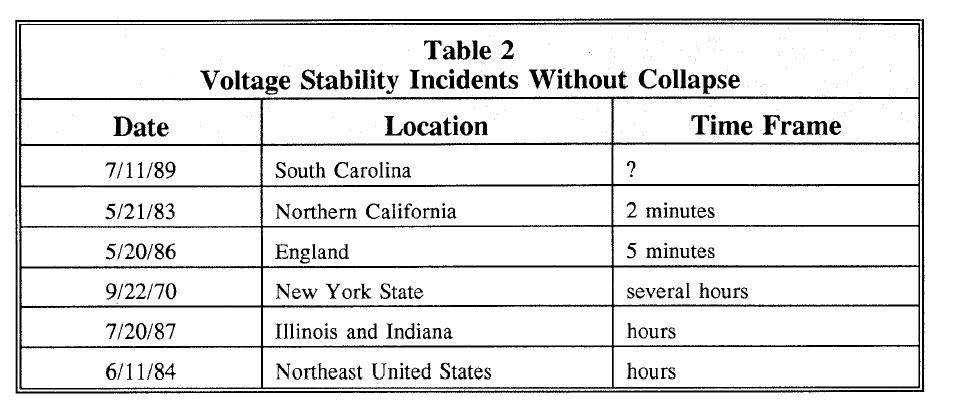 Table 2
Voltage Stability Incidents Without Collapse
Date Location Time Frame
7/11/89 South Carolina ?
5/21/83 Northern California 2 minutes
5/20/86 England 5 minutes
9/22/70 New York State several hours
7/20/87 Illinois and Indiana hours
6/11/84 Northeast United States hours